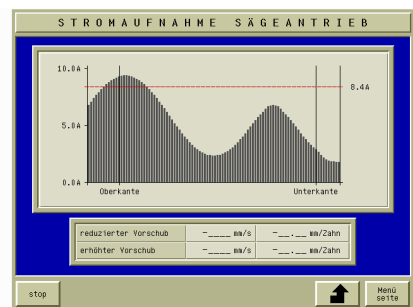 STROMAUFNAHME SÄGEANTRIEB
10.0A
8.4A
5.0A
0.0A
Oberkante Unterkante
reduzierter Vorschub -____ mm/s -__.__ mm/Zahn
erhöhter Vorschub -____ mm/s -__.__ mm/Zahn
stop
Menü
seite